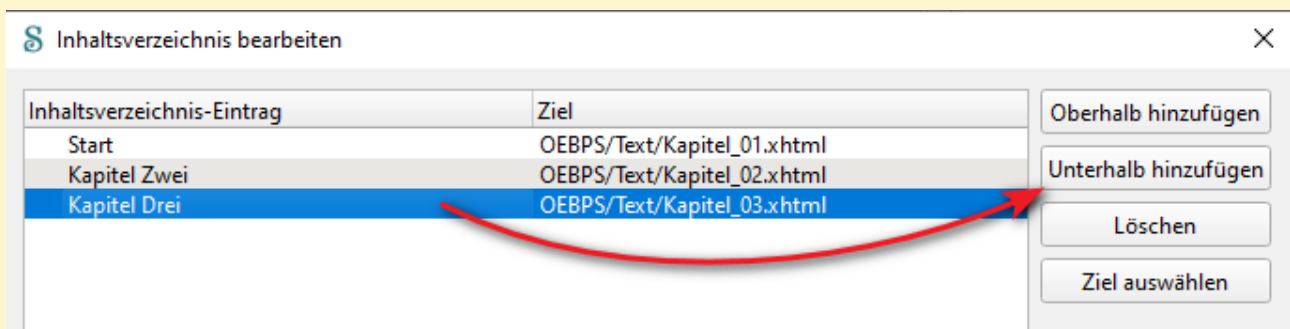 Inhaltsverzeichnis bearbeiten
Inhaltsverzeichnis-Eintrag Ziel
Start OEBPS/Text/Kapitel_01.xhtml
Kapitel Zwei OEBPS/Text/Kapitel_02.xhtml
Kapitel Drei OEBPS/Text/Kapitel_03.xhtml
Oberhalb hinzufügen
Unterhalb hinzufügen
Löschen
Ziel auswählen